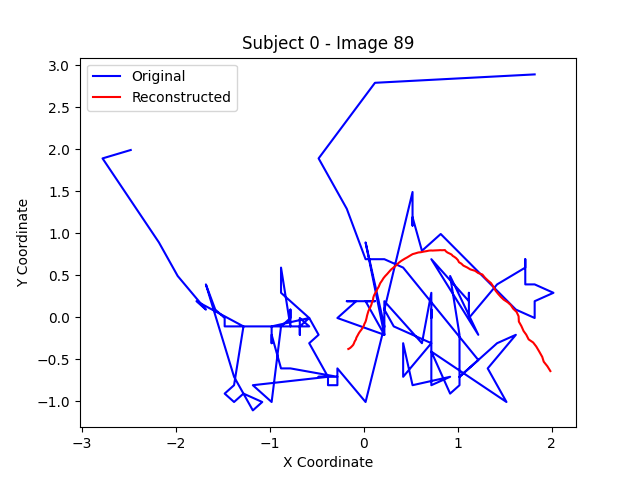 Subject 0 - Image 89
Original
Reconstructed
Y Coordinate
3.0
2.5
2.0
1.5
1.0
0.5
0.0
−0.5
−1.0
−3 −2 −1 0 1 2
X Coordinate